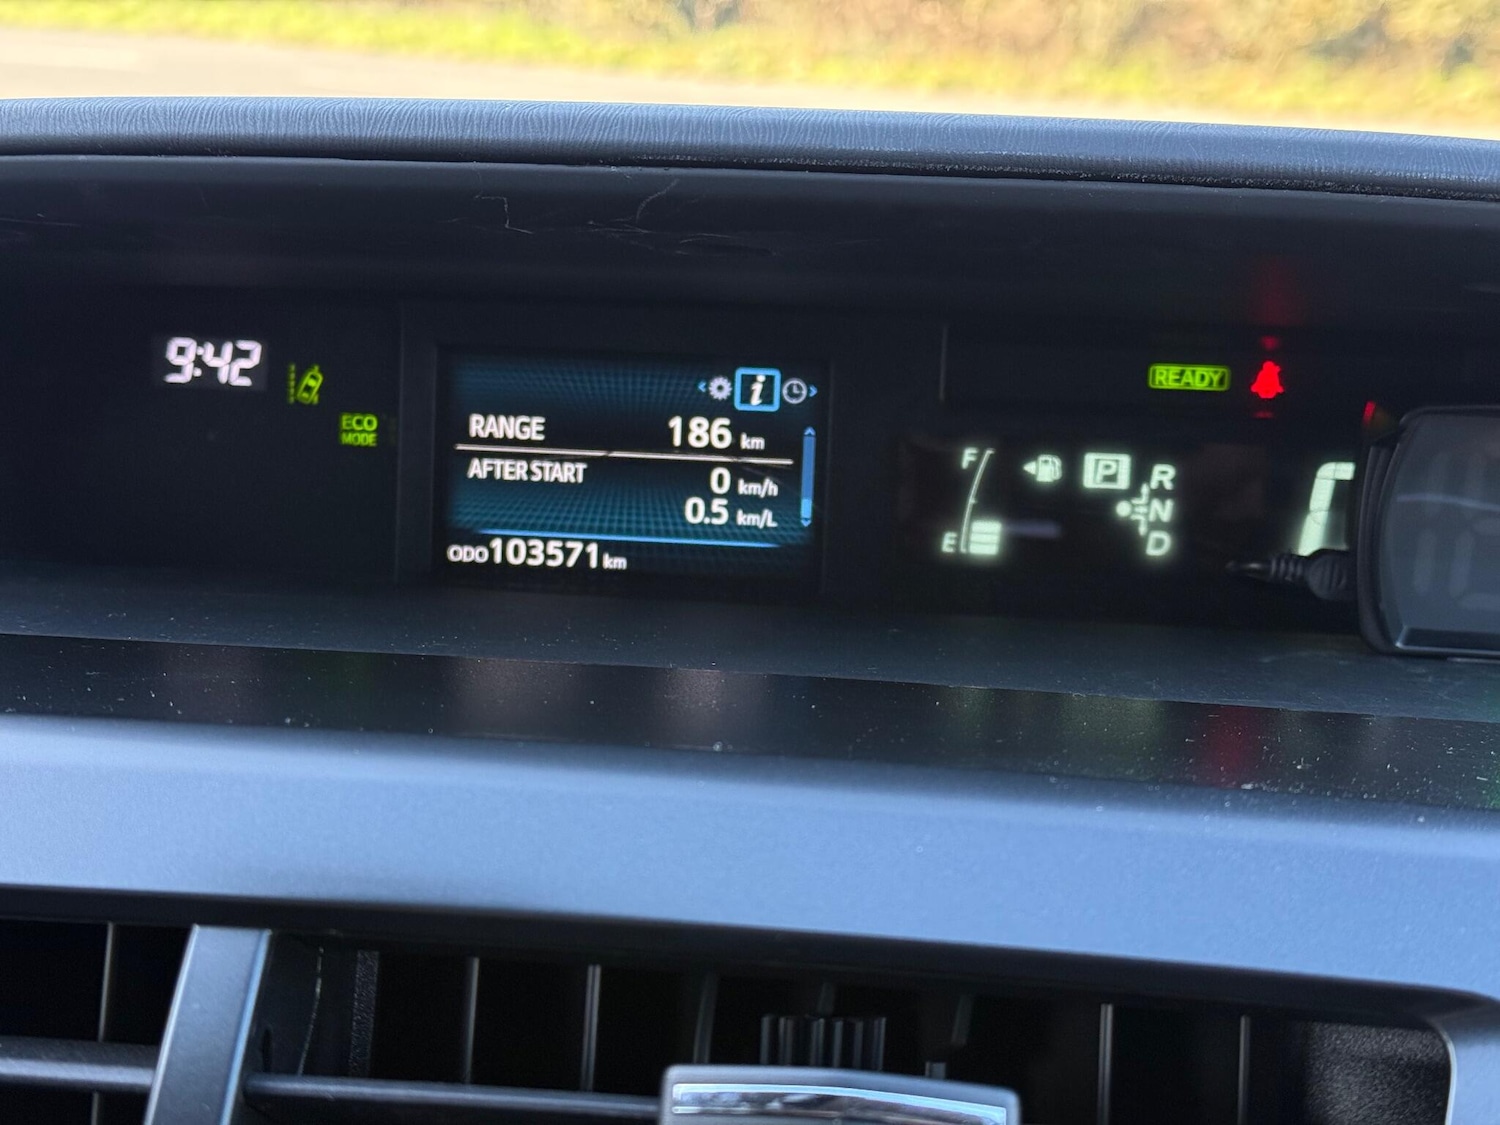 9:42
ECO
MODE
i
RANGE 186 km
AFTER START 0 km/h
0.5 km/L
ODO 103571 km
READY
F
E
P
R
N
D